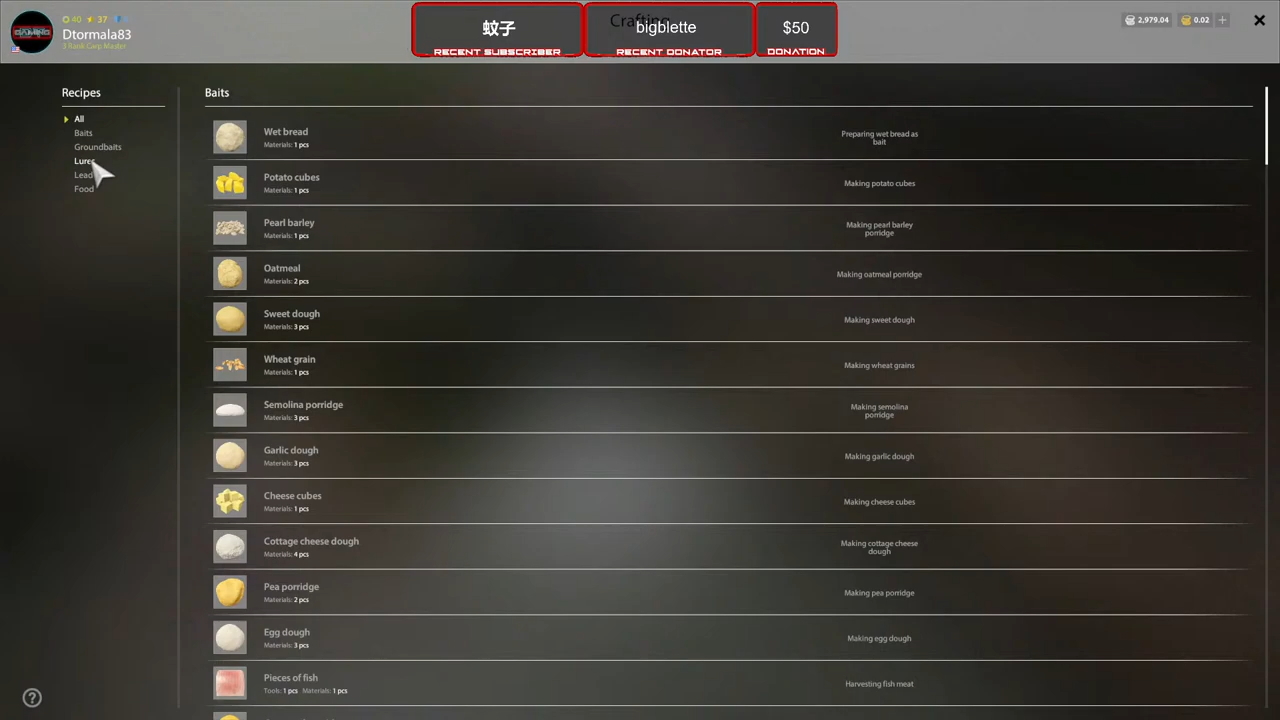 40 37
Dtormala83
3 Rank Carp Master
蚊子
RECENT SUBSCRIBER
bigblette
RECENT DONATOR
$50
DONATION
2,979.04 0.02 +
Recipes
All
Baits
Groundbaits
Lures
Lead
Food
Baits
Wet bread
Materials: 1 pcs
Preparing wet bread as
bait
Potato cubes
Materials: 1 pcs
Making potato cubes
Pearl barley
Materials: 1 pcs
Making pearl barley
porridge
Oatmeal
Materials: 2 pcs
Making oatmeal porridge
Sweet dough
Materials: 3 pcs
Making sweet dough
Wheat grain
Materials: 1 pcs
Making wheat grains
Semolina porridge
Materials: 3 pcs
Making semolina
porridge
Garlic dough
Materials: 3 pcs
Making garlic dough
Cheese cubes
Materials: 1 pcs
Making cheese cubes
Cottage cheese dough
Materials: 4 pcs
Making cottage cheese
dough
Pea porridge
Materials: 2 pcs
Making pea porridge
Egg dough
Materials: 3 pcs
Making egg dough
Pieces of fish
Tools: 1 pcs Materials: 1 pcs
Harvesting fish meat
?